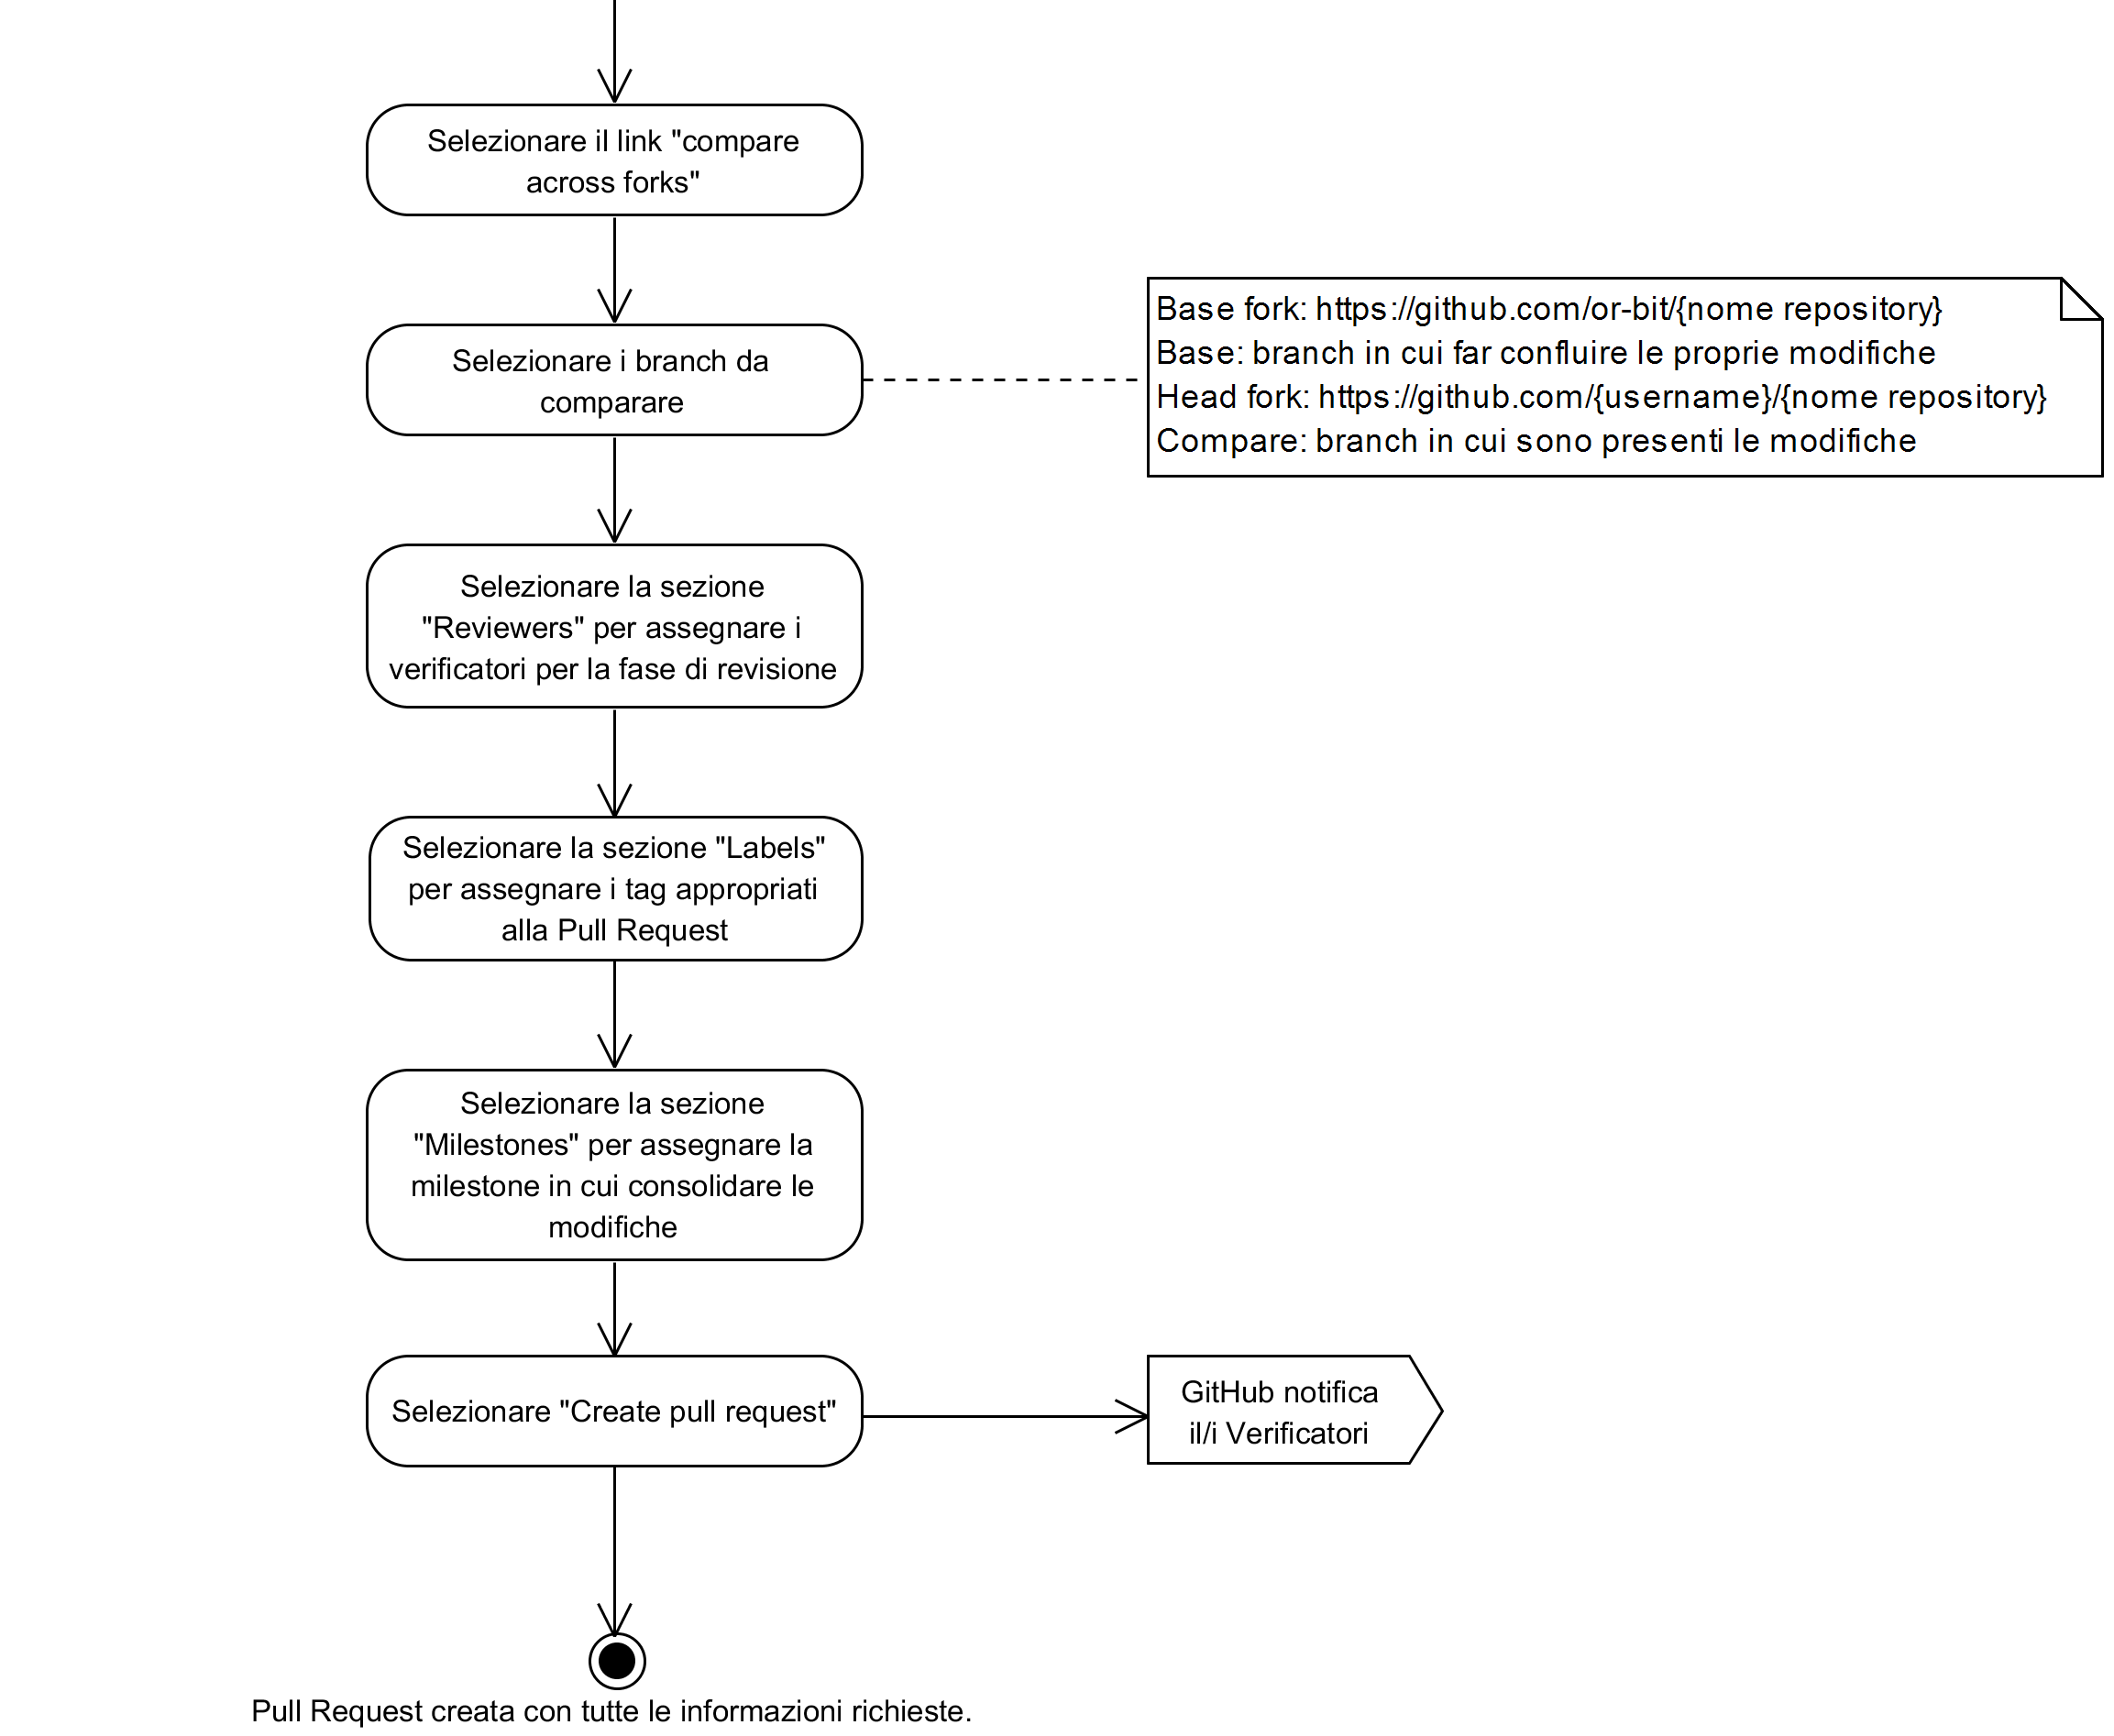 Selezionare il link "compare
across forks"
Selezionare i branch da
comparare
Base fork: https://github.com/or-bit/{nome repository}
Base: branch in cui far confluire le proprie modifiche
Head fork: https://github.com/{username}/{nome repository}
Compare: branch in cui sono presenti le modifiche
Selezionare la sezione
"Reviewers" per assegnare i
verificatori per la fase di revisione
Selezionare la sezione "Labels"
per assegnare i tag appropriati
alla Pull Request
Selezionare la sezione
"Milestones" per assegnare la
milestone in cui consolidare le
modifiche
Selezionare "Create pull request"
GitHub notifica
il/i Verificatori
Pull Request creata con tutte le informazioni richieste.